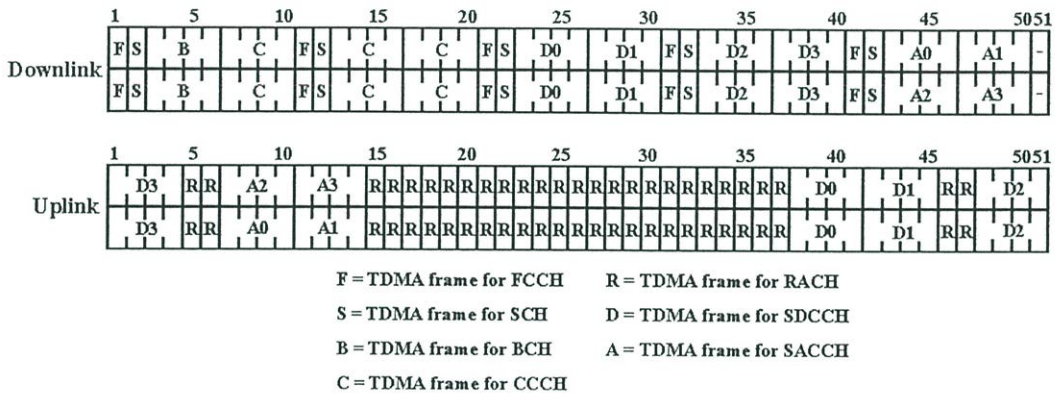 1 5 10 15 20 25 30 35 40 45 50 51
F S B C F S C C F S D0 D1 F S D2 D3 F S A0 A1 -
Downlink
F S B C F S C C F S D0 D1 F S D2 D3 F S A2 A3 -
1 5 10 15 20 25 30 35 40 45 50 51
D3 R R A2 A3 R R R R R R R R R R R R R R R R R R R R R R R D0 D1 R R D2
Uplink
D3 R R A0 A1 R R R R R R R R R R R R R R R R R R R R R R R D0 D1 R R D2
F = TDMA frame for FCCH R = TDMA frame for RACH
S = TDMA frame for SCH D = TDMA frame for SDCCH
B = TDMA frame for BCH A = TDMA frame for SACCH
C = TDMA frame for CCCH